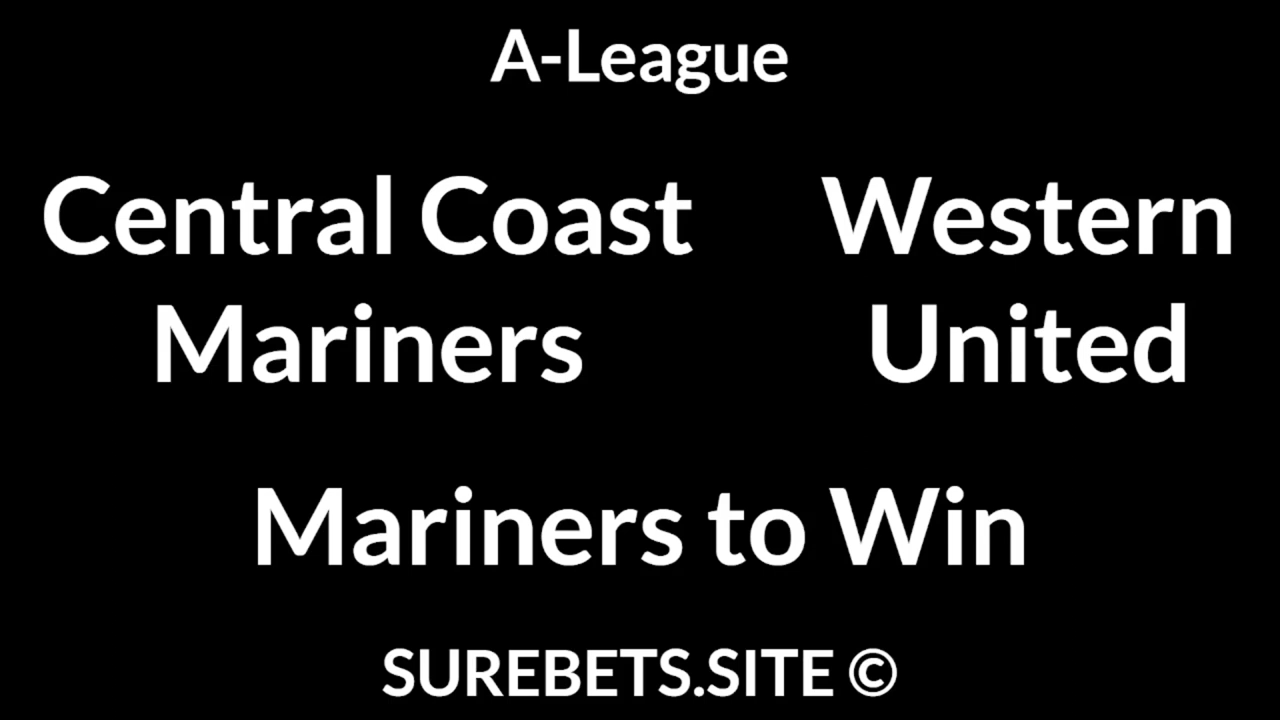 A-League
Central Coast
Mariners
Western
United
Mariners to Win
SUREBETS.SITE ©